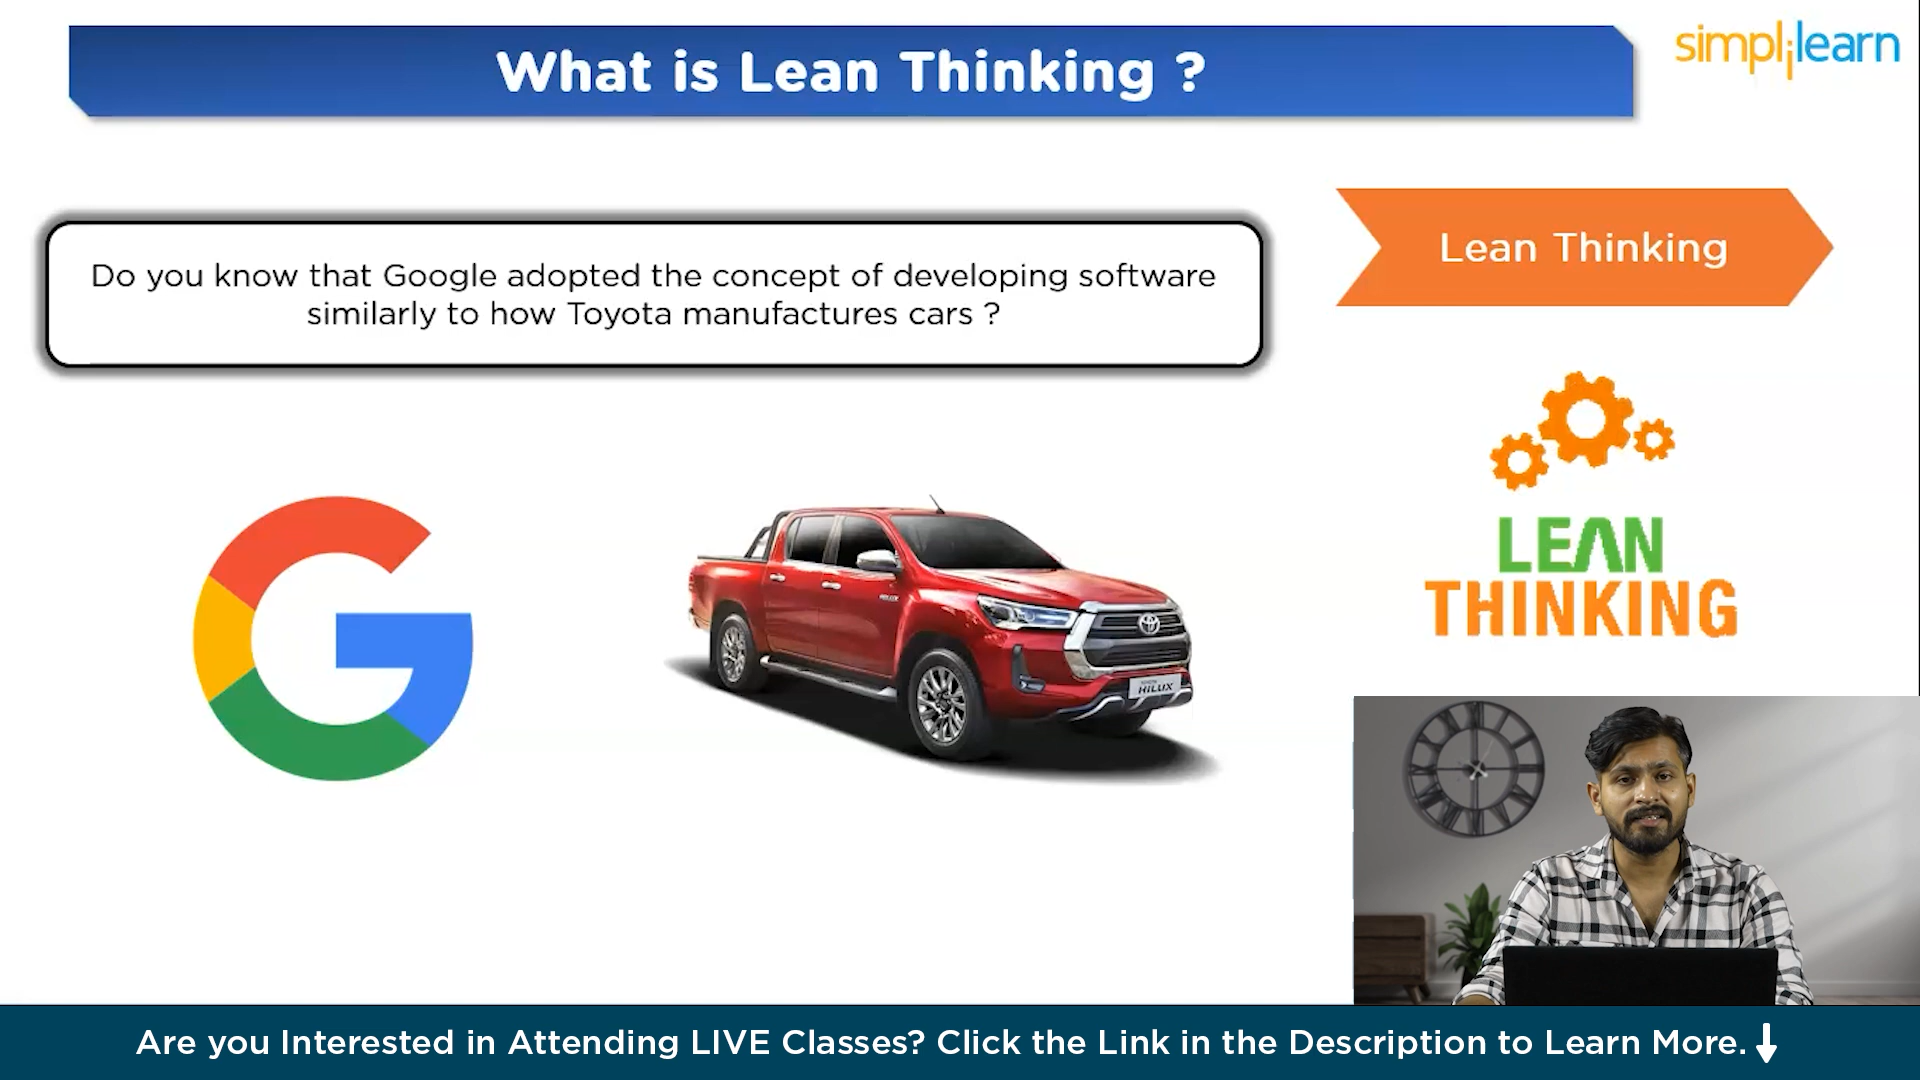 What is Lean Thinking ?
simplilearn
Do you know that Google adopted the concept of developing software
similarly to how Toyota manufactures cars ?
Lean Thinking
LEAN
THINKING
HILUX
Are you Interested in Attending LIVE Classes? Click the Link in the Description to Learn More.